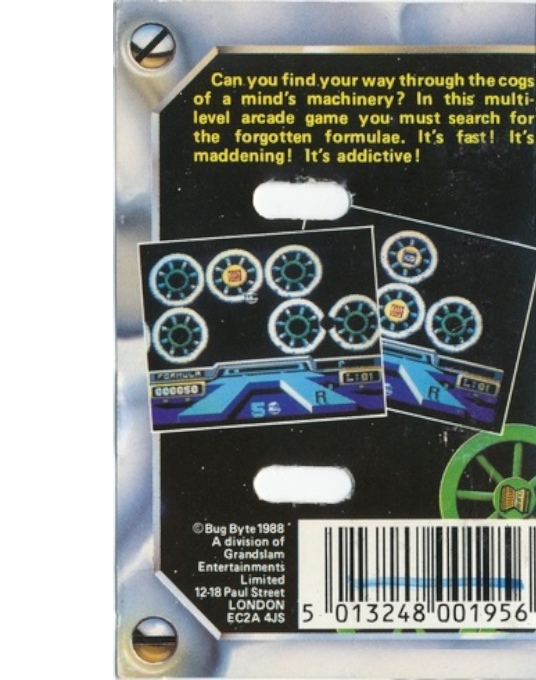 Can you find your way through the cogs
of a mind's machinery? In this multi-
level arcade game you must search for
the forgotten formulae. It's fast! It's
maddening! It's addictive!
FORMULA
000050
L:01
5
R
L:01
R
©Bug Byte 1988
A division of
Grandslam
Entertainments
Limited
12-18 Paul Street
LONDON
EC2A 4JS
5 013248 001956